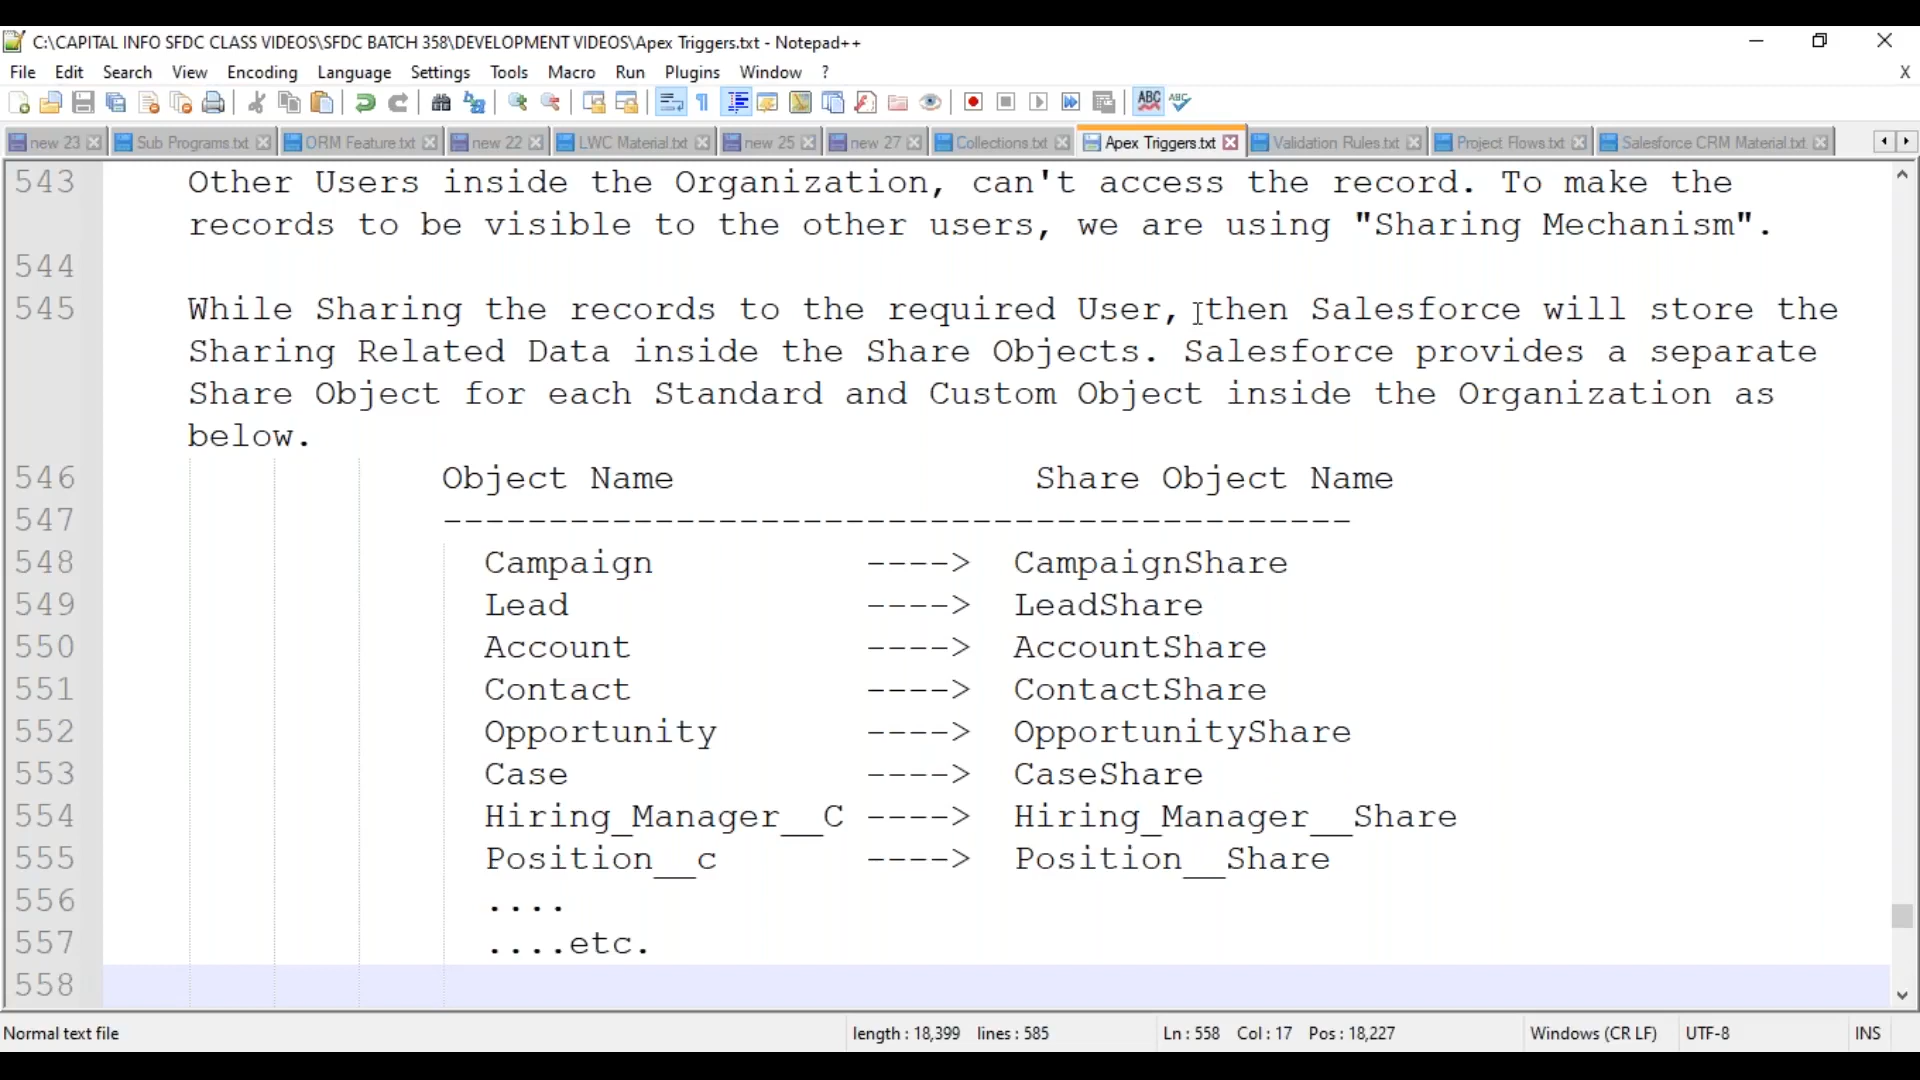 C:\CAPITAL INFO SFDC CLASS VIDEOS\SFDC BATCH 358\DEVELOPMENT VIDEOS\Apex Triggers.txt - Notepad++
File Edit Search View Encoding Language Settings Tools Macro Run Plugins Window ? X
ABC ABC
new 23 Sub Programs.txt ORM Feature.txt new 22 LWC Material.txt new 25 new 27 Collections.txt Apex Triggers.txt Validation Rules.txt Project Flows.txt Salesforce CRM Material.txt
543 Other Users inside the Organization, can't access the record. To make the
records to be visible to the other users, we are using "Sharing Mechanism".
544
545 While Sharing the records to the required User, then Salesforce will store the
Sharing Related Data inside the Share Objects. Salesforce provides a separate
Share Object for each Standard and Custom Object inside the Organization as
below.
546 Object Name Share Object Name
547 -------------------------------------------
548 Campaign ----> CampaignShare
549 Lead ----> LeadShare
550 Account ----> AccountShare
551 Contact ----> ContactShare
552 Opportunity ----> OpportunityShare
553 Case ----> CaseShare
554 Hiring_Manager__C ----> Hiring_Manager__Share
555 Position__c ----> Position__Share
556 ....
557 ....etc.
558
Normal text file length : 18,399 lines : 585 Ln : 558 Col : 17 Pos : 18,227 Windows (CR LF) UTF-8 INS